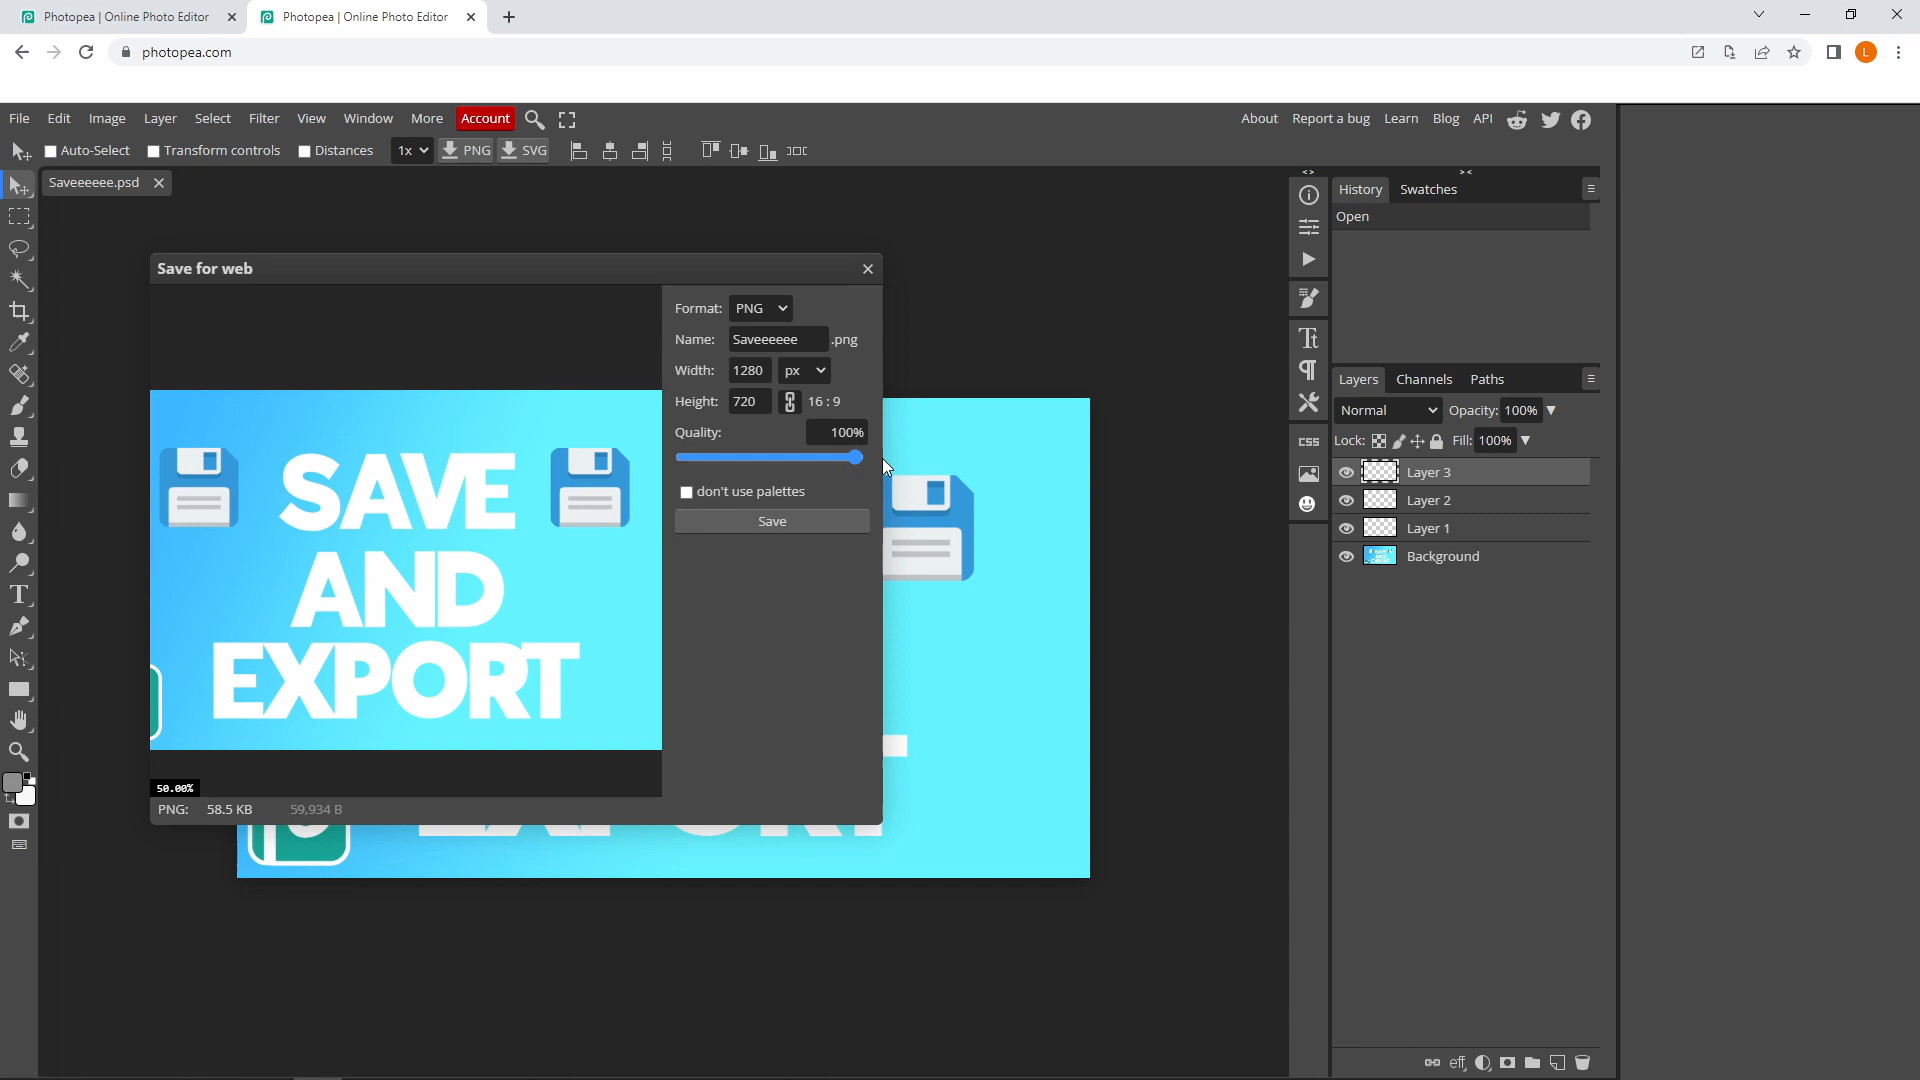 Photopea | Online Photo Editor
Photopea | Online Photo Editor
photopea.com
L
File Edit Image Layer Select Filter View Window More Account
About Report a bug Learn Blog API
Auto-Select Transform controls Distances 1x PNG SVG
Saveeeeee.psd
History Swatches
Open
Save for web
Format: PNG
Name: Saveeeeee .png
Width: 1280 px
Height: 720 16 : 9
Quality: 100%
don't use palettes
Save
SAVE
AND
EXPORT
50.00%
PNG: 58.5 KB 59,934 B
CSS
Layers Channels Paths
Normal Opacity: 100%
Lock: Fill: 100%
Layer 3
Layer 2
Layer 1
Background
eff